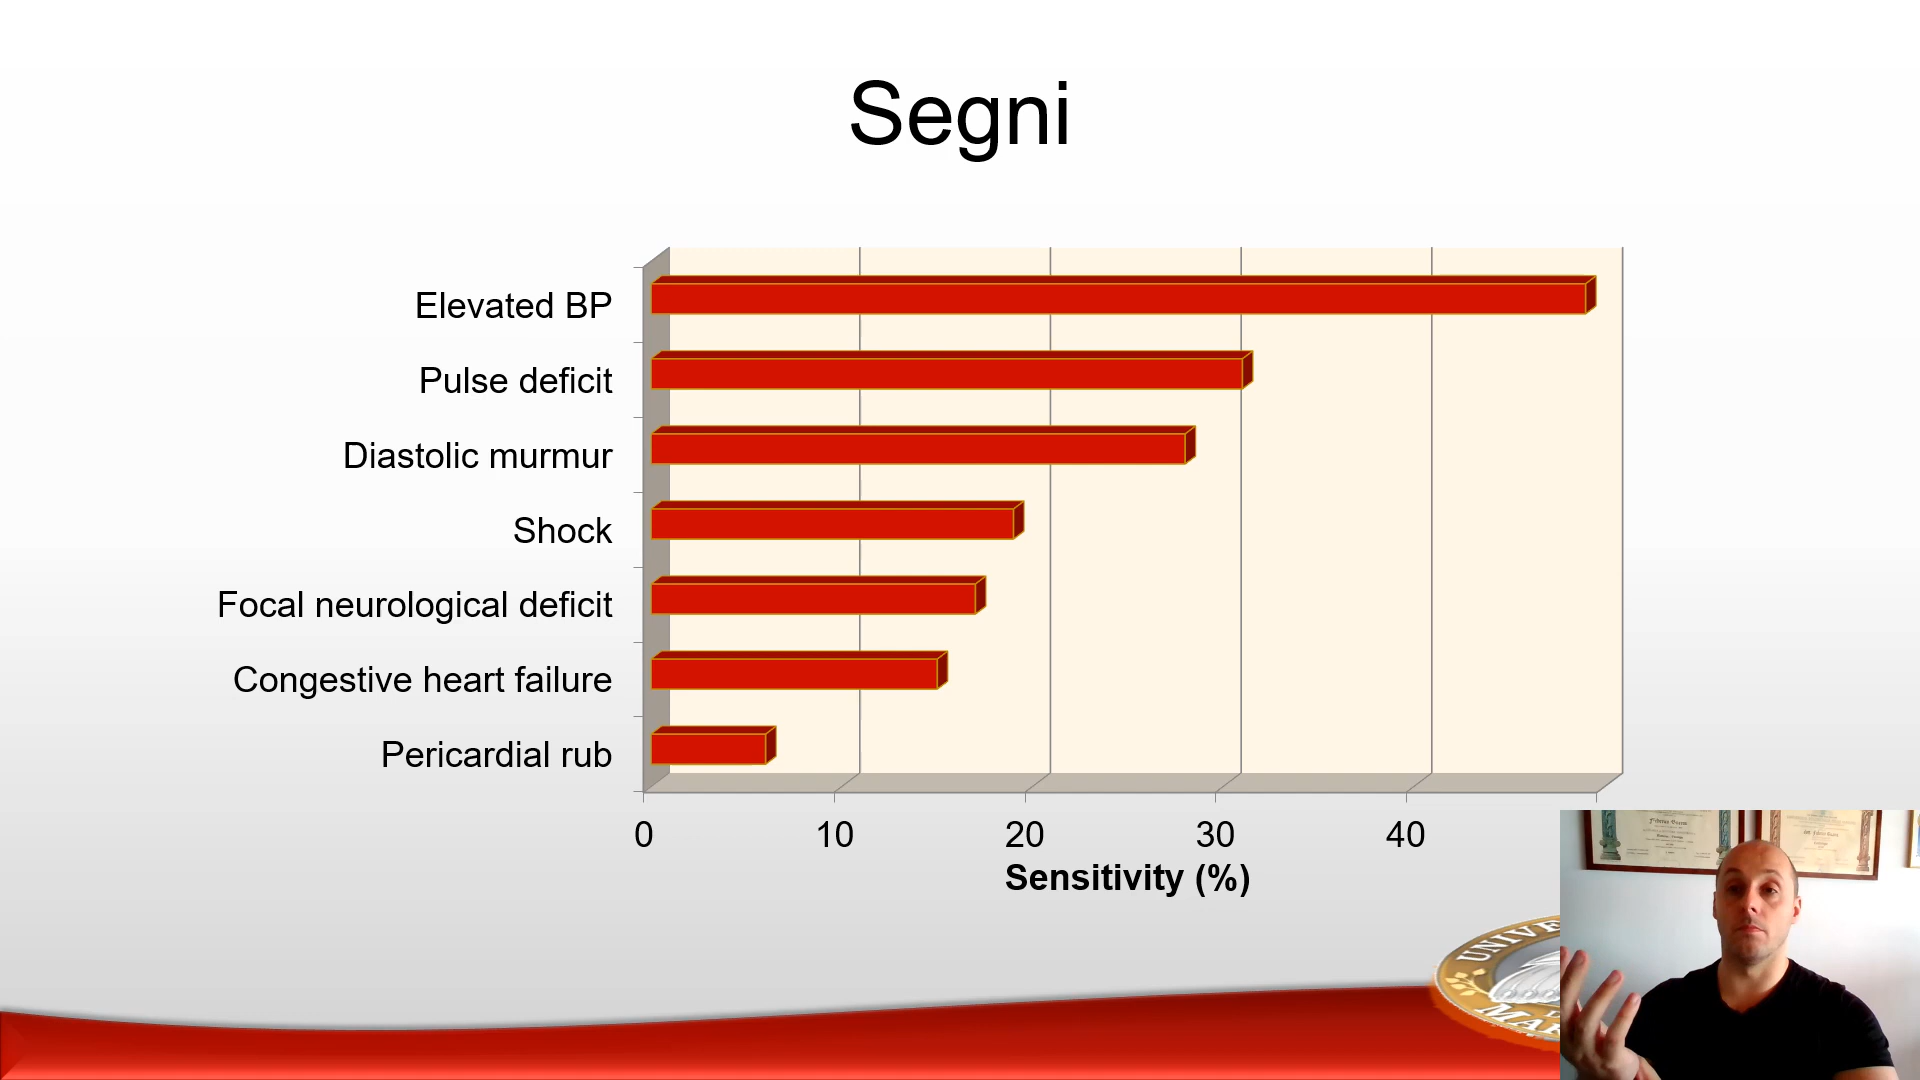 Segni
Elevated BP
Pulse deficit
Diastolic murmur
Shock
Focal neurological deficit
Congestive heart failure
Pericardial rub
0 10 20 30 40
Sensitivity (%)